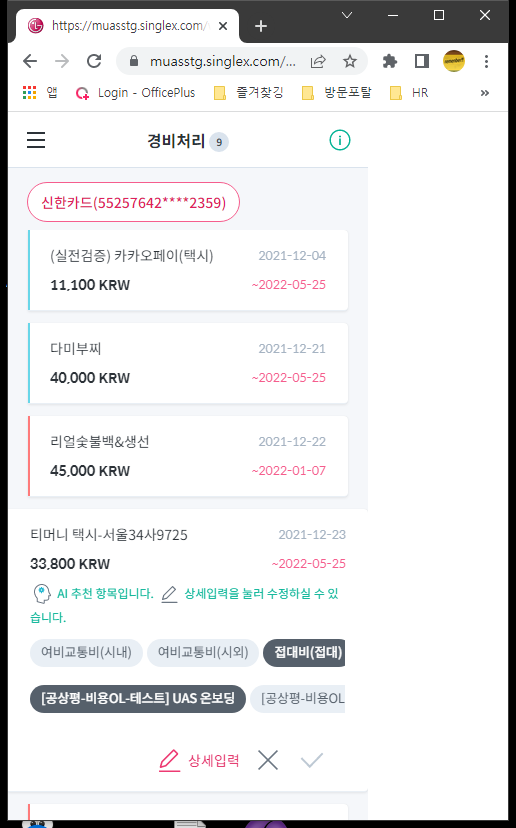 https://muasstg.singlex.com/
muasstg.singlex.com/...
앱 Login - OfficePlus 즐겨찾깅 방문포탈 HR »
경비처리 9
신한카드(55257642****2359)
(실전검증) 카카오페이(택시) 2021-12-04
11,100 KRW ~2022-05-25
다미부찌 2021-12-21
40,000 KRW ~2022-05-25
리얼숯불백&생선 2021-12-22
45,000 KRW ~2022-01-07
티머니 택시-서울34사9725 2021-12-23
33,800 KRW ~2022-05-25
AI 추천 항목입니다. 상세입력을 눌러 수정하실 수 있
습니다.
여비교통비(시내) 여비교통비(시외) 접대비(접대)
[공상평-비용OL-테스트] UAS 온보딩 [공상평-비용OL
상세입력